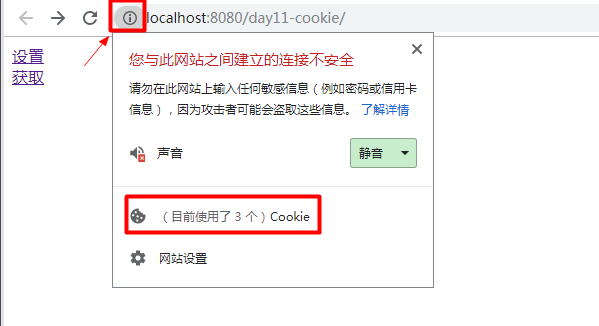 localhost:8080/day11-cookie/
设置
获取
您与此网站之间建立的连接不安全
请勿在此网站上输入任何敏感信息（例如密码或信用卡
信息），因为攻击者可能会盗取这些信息。 了解详情
声音 静音
（目前使用了 3 个）Cookie
网站设置